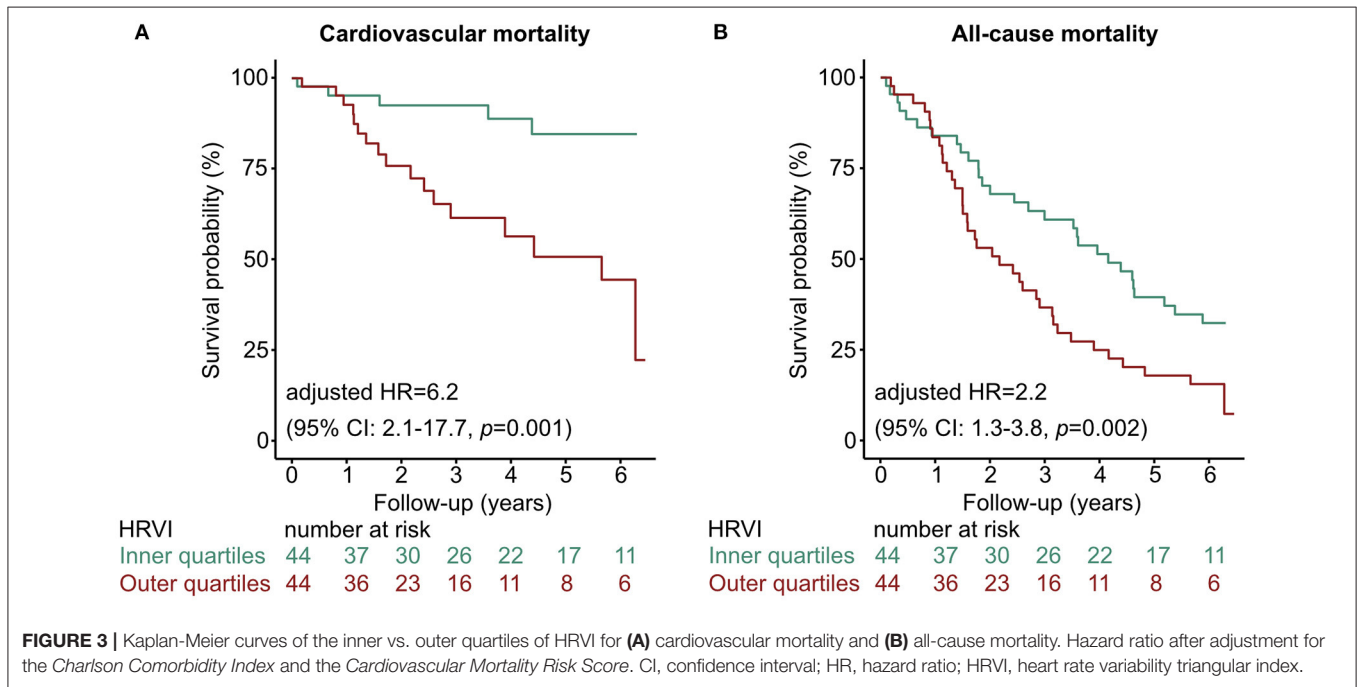 A Cardiovascular mortality
Survival probability (%)
100
75
50
25
0
adjusted HR=6.2
(95% CI: 2.1-17.7, p=0.001)
0 1 2 3 4 5 6
Follow-up (years)
HRVI number at risk
Inner quartiles 44 37 30 26 22 17 11
Outer quartiles 44 36 23 16 11 8 6
B All-cause mortality
Survival probability (%)
100
75
50
25
0
adjusted HR=2.2
(95% CI: 1.3-3.8, p=0.002)
0 1 2 3 4 5 6
Follow-up (years)
HRVI number at risk
Inner quartiles 44 37 30 26 22 17 11
Outer quartiles 44 36 23 16 11 8 6
FIGURE 3 | Kaplan-Meier curves of the inner vs. outer quartiles of HRVI for (A) cardiovascular mortality and (B) all-cause mortality. Hazard ratio after adjustment for
the Charlson Comorbidity Index and the Cardiovascular Mortality Risk Score. CI, confidence interval; HR, hazard ratio; HRVI, heart rate variability triangular index.